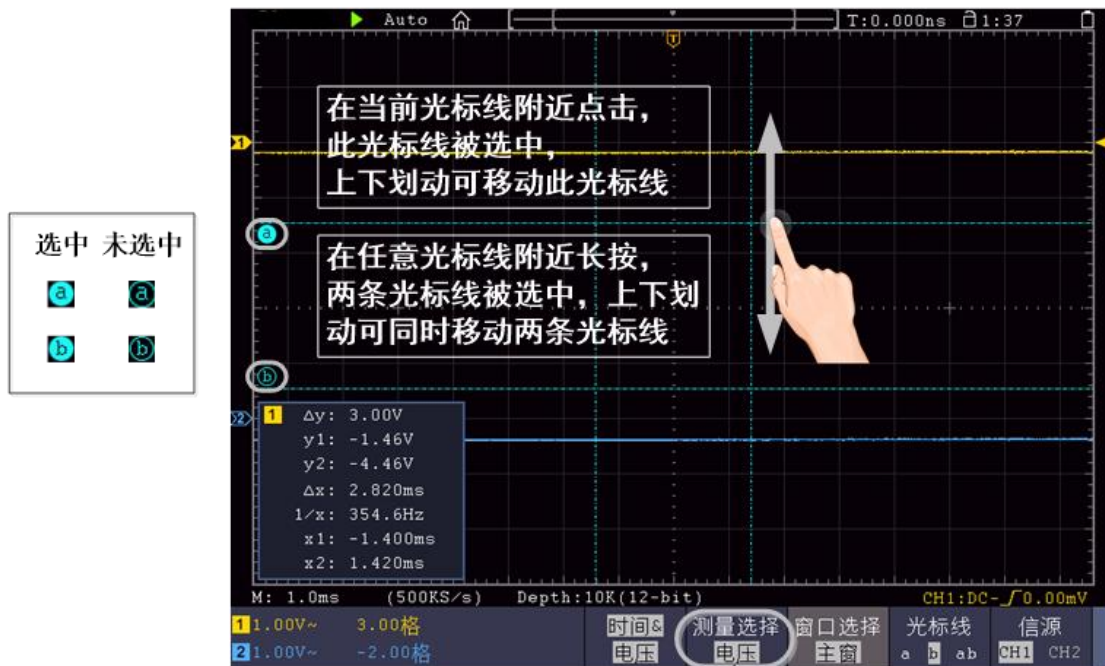 Auto T:0.000ns 1:37
T
在当前光标线附近点击，
此光标线被选中，
上下划动可移动此光标线
1
选中 未选中
a a
b b
a
在任意光标线附近长按，
两条光标线被选中，上下划
动可同时移动两条光标线
b
2
1 Δy: 3.00V
y1: -1.46V
y2: -4.46V
Δx: 2.820ms
1/x: 354.6Hz
x1: -1.400ms
x2: 1.420ms
M: 1.0ms (500KS/s) Depth:10K(12-bit) CH1:DC- 0.00mV
1 1.00V~ 3.00格 时间& 测量选择 窗口选择 光标线 信源
2 1.00V~ -2.00格 电压 电压 主窗 a b ab CH1 CH2